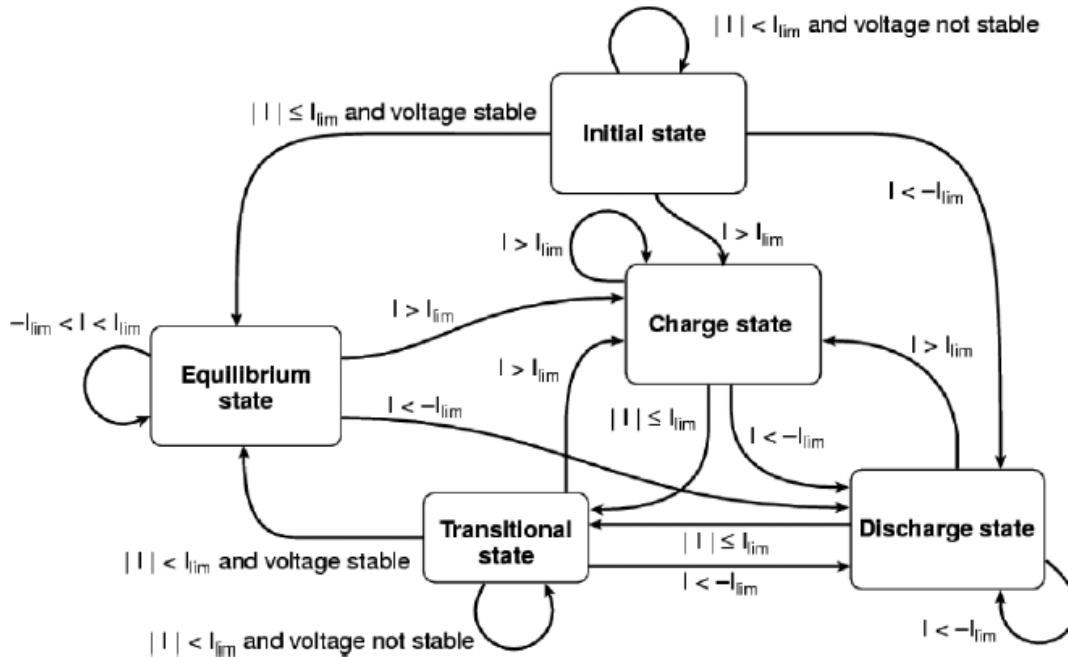 | I | < Ilim and voltage not stable
| I | ≤ Ilim and voltage stable
Initial state
I < −Ilim
I > Ilim
I > Ilim
−Ilim < I < Ilim
I > Ilim
Charge state
I > Ilim
I > Ilim
Equilibrium
state
I < −Ilim
| I | ≤ Ilim
I < −Ilim
Transitional
state
Discharge state
| I | ≤ Ilim
| I | < Ilim and voltage stable
I < −Ilim
I < −Ilim
| I | < Ilim and voltage not stable